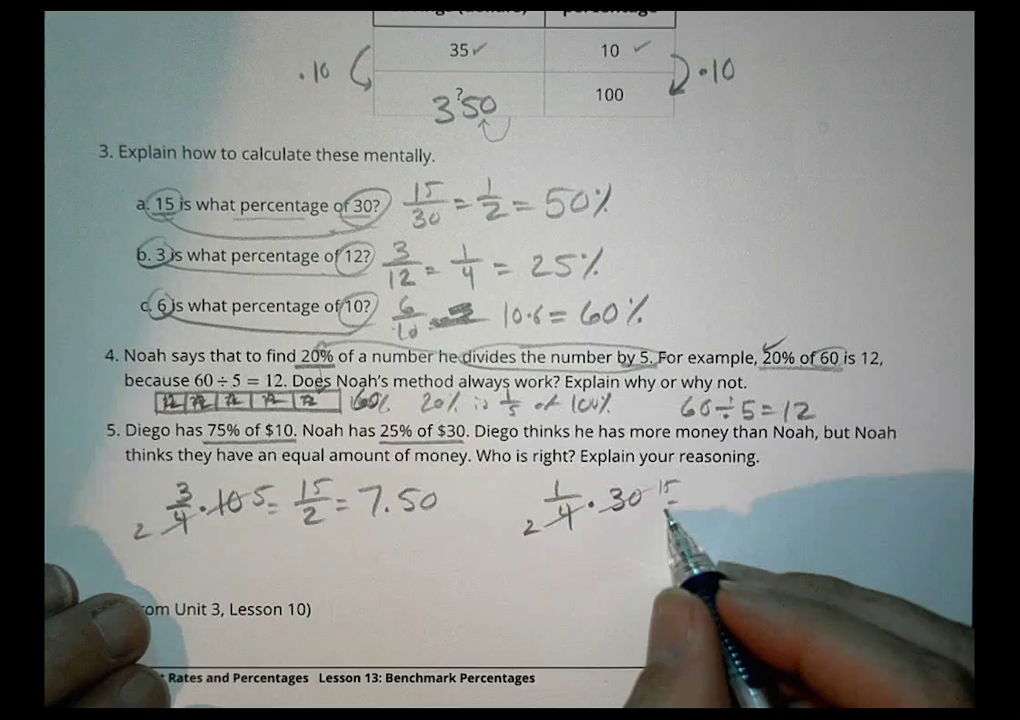 35 ✓ 10 ✓
· 10 · 10
? 350 100
3. Explain how to calculate these mentally.
a. 15 is what percentage of 30? 15/30 = 1/2 = 50%
b. 3 is what percentage of 12? 3/12 = 1/4 = 25%
c. 6 is what percentage of 10? 6/10 10·6 = 60%
4. Noah says that to find 20% of a number he divides the number by 5. For example, 20% of 60 is 12,
because 60 ÷ 5 = 12. Does Noah's method always work? Explain why or why not.
12 12 12 12 12 20% is 1/5 of 100% 60÷5=12
5. Diego has 75% of $10. Noah has 25% of $30. Diego thinks he has more money than Noah, but Noah
thinks they have an equal amount of money. Who is right? Explain your reasoning.
3/4 · 10 5 = 15/2 = 7.50 1/4 · 30 15
2 2
om Unit 3, Lesson 10)
Rates and Percentages Lesson 13: Benchmark Percentages